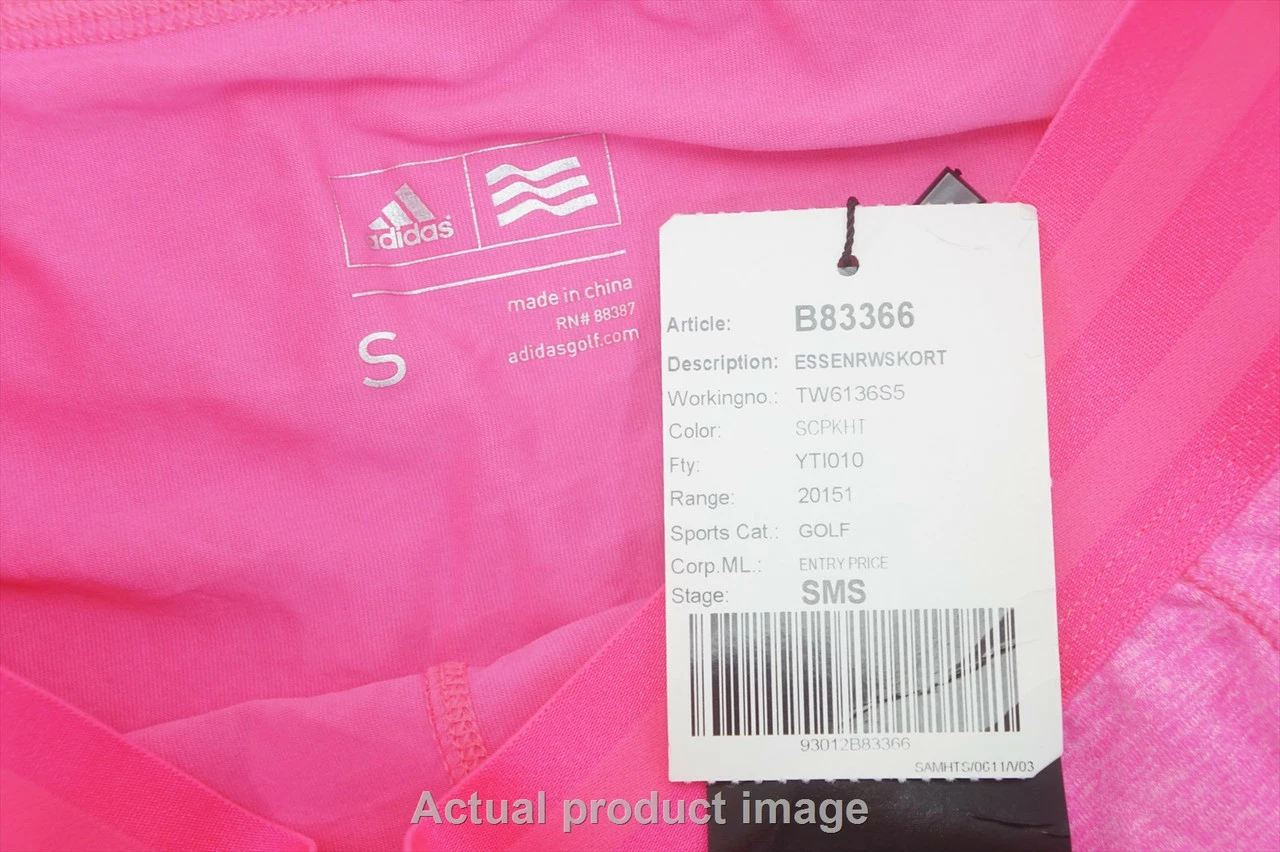 adidas
S
made in china
RN# 88387
adidasgolf.com
Article: B83366
Description: ESSENRWSKORT
Workingno.: TW6136S5
Color: SCPKHT
Fty: YTI010
Range: 20151
Sports Cat.: GOLF
Corp.ML.: ENTRY PRICE
Stage: SMS
93012B83366
SAMHTS/0611/V03
Actual product image